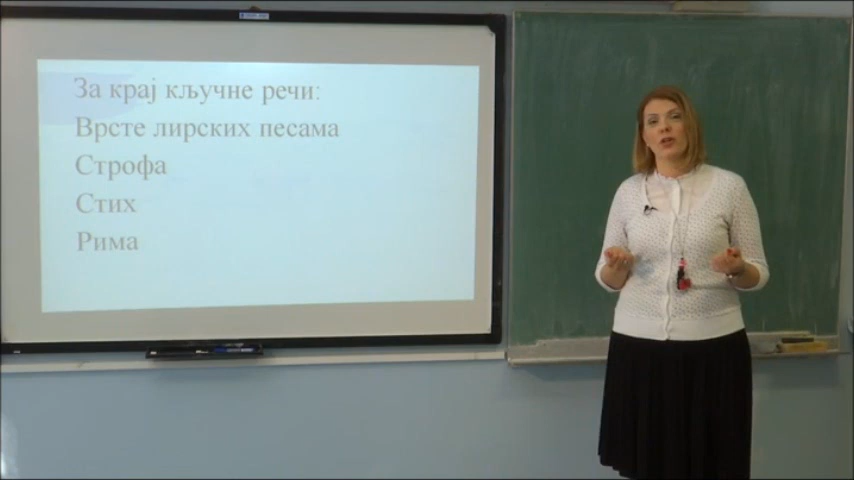 За крај кључне речи:
Врсте лирских песама
Строфа
Стих
Рима